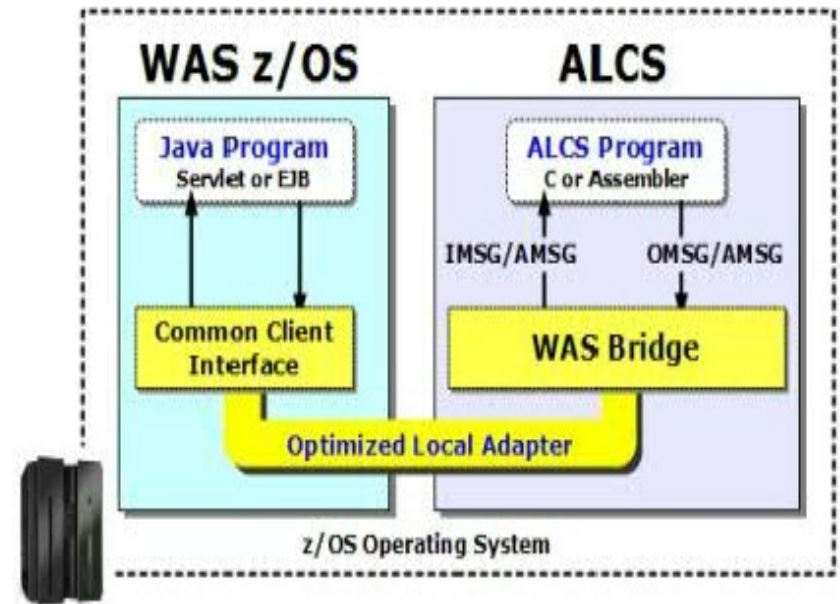 WAS z/OS
ALCS
Java Program
Servlet or EJB
ALCS Program
C or Assembler
IMSG/AMSG
OMSG/AMSG
Common Client
Interface
WAS Bridge
Optimized Local Adapter
z/OS Operating System